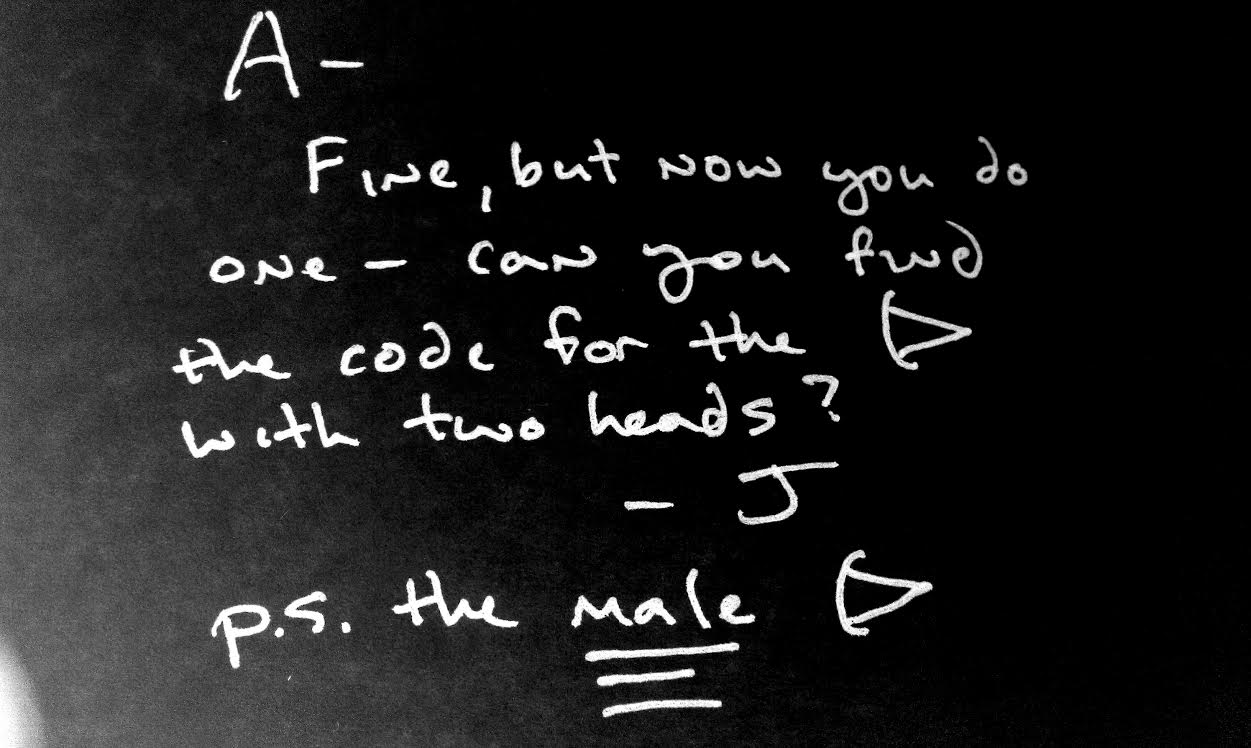 A-
Fine, but now you do
one - can you find
the code for the
with two heads?
- J
p.s. the male